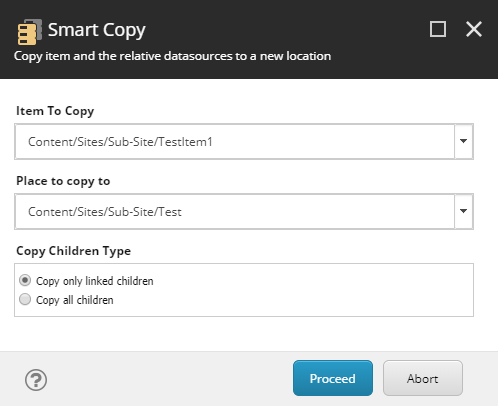 Smart Copy
Copy item and the relative datasources to a new location
Item To Copy
Content/Sites/Sub-Site/TestItem1
Place to copy to
Content/Sites/Sub-Site/Test
Copy Children Type
Copy only linked children
Copy all children
?
Proceed Abort